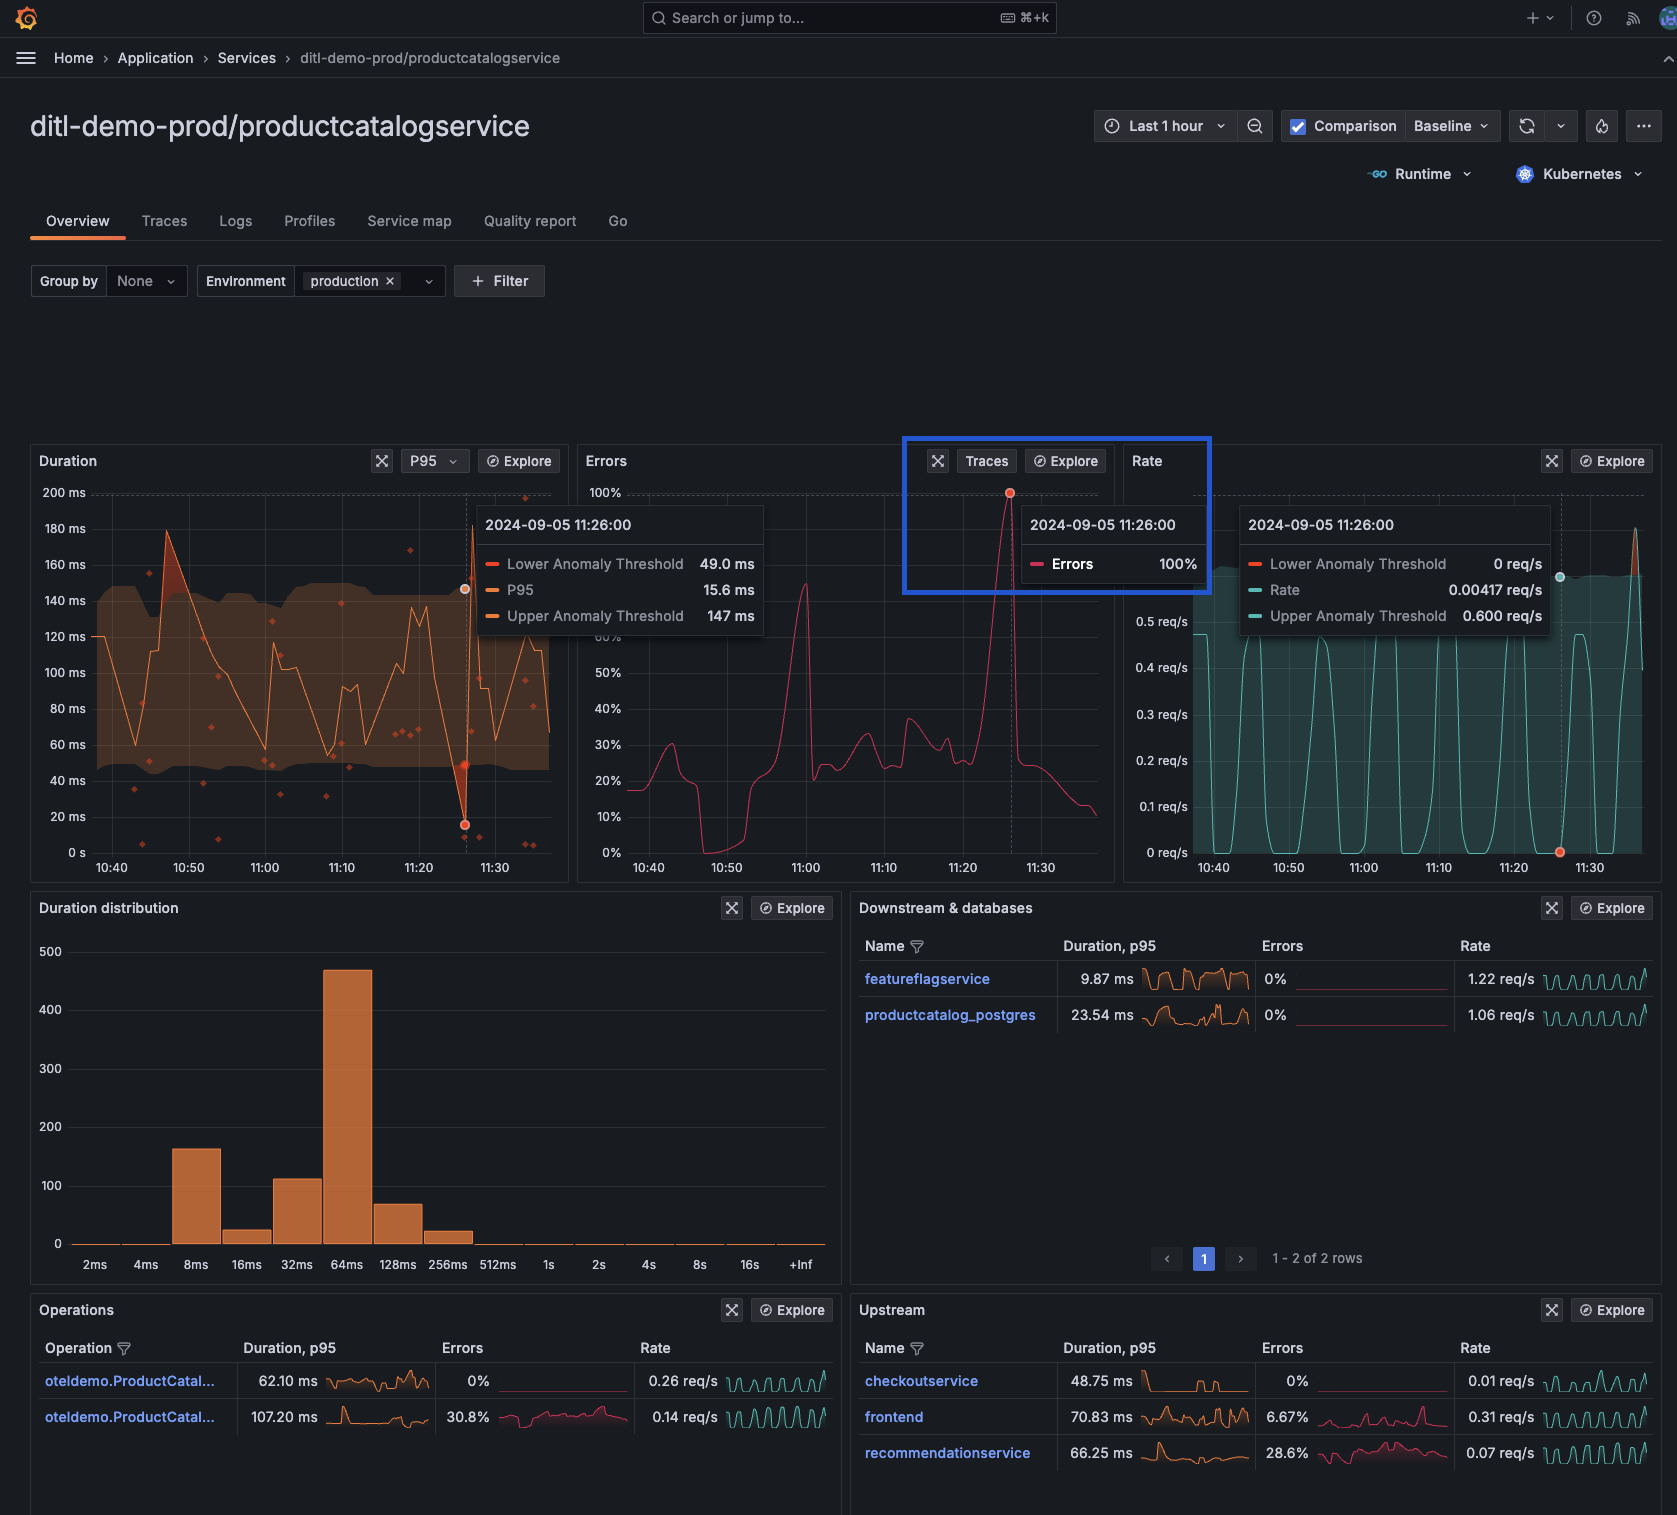 Search or jump to...
⌘+k
Home › Application › Services › ditl-demo-prod/productcatalogservice
ditl-demo-prod/productcatalogservice
Last 1 hour
Comparison
Baseline
GO Runtime
Kubernetes
Overview
Traces
Logs
Profiles
Service map
Quality report
Go
Group by
None
Environment
production ×
+ Filter
Duration
P95
Explore
200 ms
180 ms
160 ms
140 ms
120 ms
100 ms
80 ms
60 ms
40 ms
20 ms
0 s
10:40 10:50 11:00 11:10 11:20 11:30
2024-09-05 11:26:00
Lower Anomaly Threshold 49.0 ms
P95 15.6 ms
Upper Anomaly Threshold 147 ms
Errors
Traces
Explore
100%
60%
50%
40%
30%
20%
10%
0%
10:40 10:50 11:00 11:10 11:20 11:30
2024-09-05 11:26:00
Errors 100%
Rate
Explore
0.5 req/s
0.4 req/s
0.3 req/s
0.2 req/s
0.1 req/s
0 req/s
10:40 10:50 11:00 11:10 11:20 11:30
2024-09-05 11:26:00
Lower Anomaly Threshold 0 req/s
Rate 0.00417 req/s
Upper Anomaly Threshold 0.600 req/s
Duration distribution
Explore
500
400
300
200
100
0
2ms 4ms 8ms 16ms 32ms 64ms 128ms 256ms 512ms 1s 2s 4s 8s 16s +Inf
Downstream & databases
Explore
Name Duration, p95 Errors Rate
featureflagservice 9.87 ms 0% 1.22 req/s
productcatalog_postgres 23.54 ms 0% 1.06 req/s
‹ 1 › 1 - 2 of 2 rows
Operations
Explore
Operation Duration, p95 Errors Rate
oteldemo.ProductCatal... 62.10 ms 0% 0.26 req/s
oteldemo.ProductCatal... 107.20 ms 30.8% 0.14 req/s
Upstream
Explore
Name Duration, p95 Errors Rate
checkoutservice 48.75 ms 0% 0.01 req/s
frontend 70.83 ms 6.67% 0.31 req/s
recommendationservice 66.25 ms 28.6% 0.07 req/s